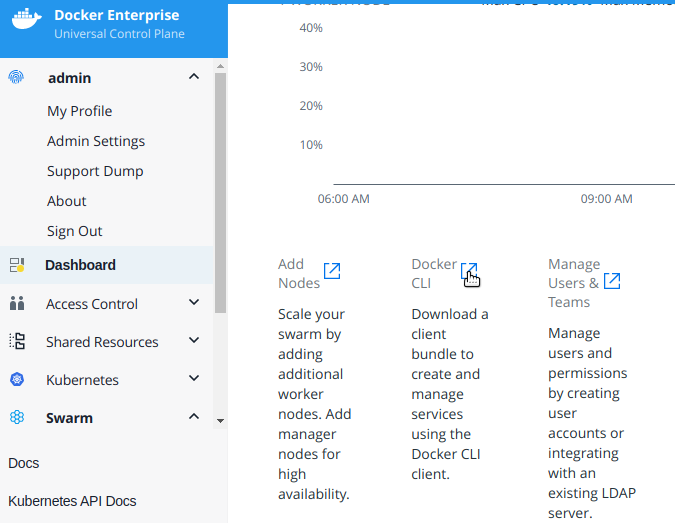 Docker Enterprise
Universal Control Plane
admin
My Profile
Admin Settings
Support Dump
About
Sign Out
Dashboard
Access Control
Shared Resources
Kubernetes
Swarm
Docs
Kubernetes API Docs
40%
30%
20%
10%
06:00 AM
09:00 AM
Add
Nodes
Scale your
swarm by
adding
additional
worker
nodes. Add
manager
nodes for
high
availability.
Docker
CLI
Download a
client
bundle to
create and
manage
services
using the
Docker CLI
client.
Manage
Users &
Teams
Manage
users and
permissions
by creating
user
accounts or
integrating
with an
existing LDAP
server.